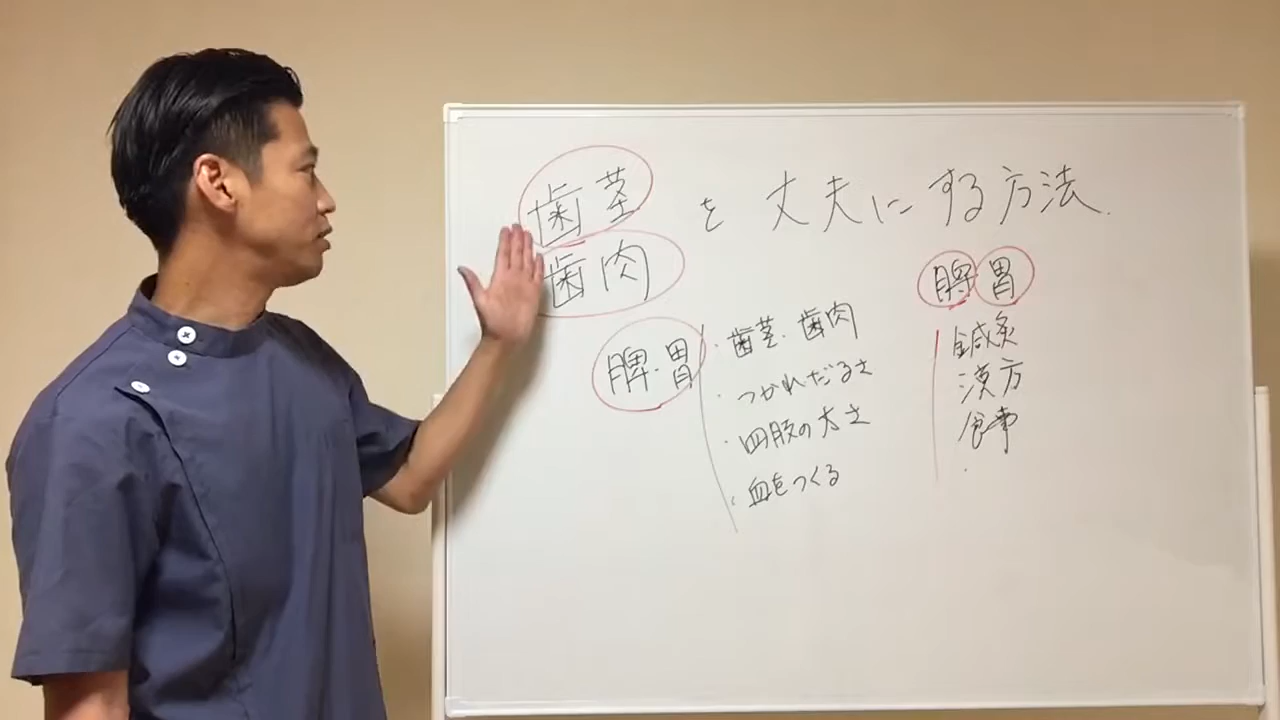 歯茎を丈夫にする方法.
歯肉
脾・胃
・歯茎・歯肉
・つかれだるさ
・四肢の太さ
・血をつくる
脾胃
鍼灸
漢方
食事
・